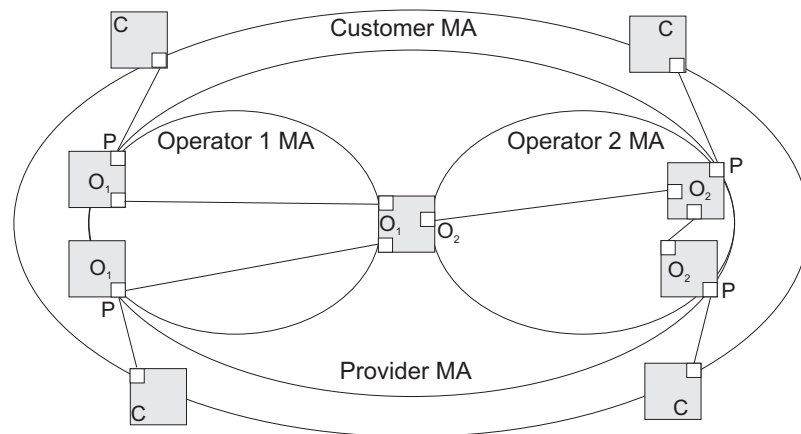 C
Customer MA
C
P
Operator 1 MA
Operator 2 MA
P
O₁
O₂
O₁
O₂
O₁
O₂
P
P
Provider MA
C
C